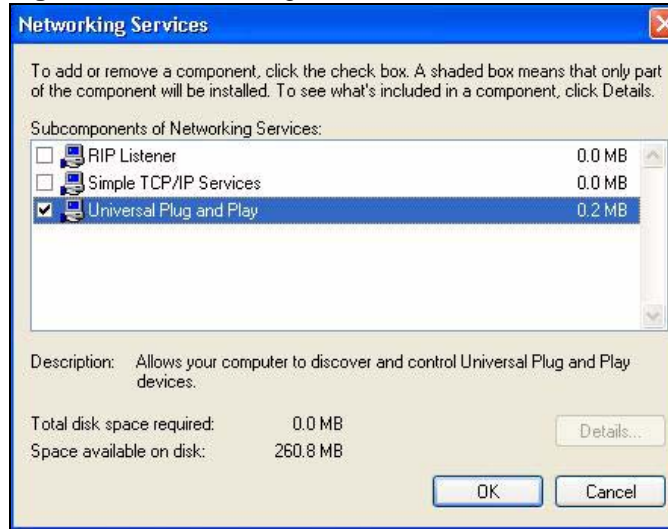 Networking Services
To add or remove a component, click the check box. A shaded box means that only part
of the component will be installed. To see what's included in a component, click Details.
Subcomponents of Networking Services:
RIP Listener 0.0 MB
Simple TCP/IP Services 0.0 MB
Universal Plug and Play 0.2 MB
Description: Allows your computer to discover and control Universal Plug and Play
devices.
Total disk space required: 0.0 MB
Details...
Space available on disk: 260.8 MB
OK Cancel